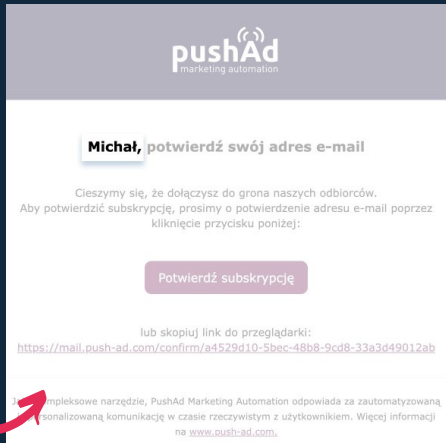 pushAd
marketing automation
Michał, potwierdź swój adres e-mail
Cieszymy się, że dołączysz do grona naszych odbiorców.
Aby potwierdzić subskrypcję, prosimy o potwierdzenie adresu e-mail poprzez
kliknięcie przycisku poniżej:
Potwierdź subskrypcję
lub skopiuj link do przeglądarki:
https://mail.push-ad.com/confirm/a4529d10-5bec-48b8-9cd8-33a3d49012ab
narzędzie, PushAd Marketing Automation odpowiada za zautomatyzowaną
komunikację w czasie rzeczywistym z użytkownikiem. Więcej informacji
na www.push-ad.com.